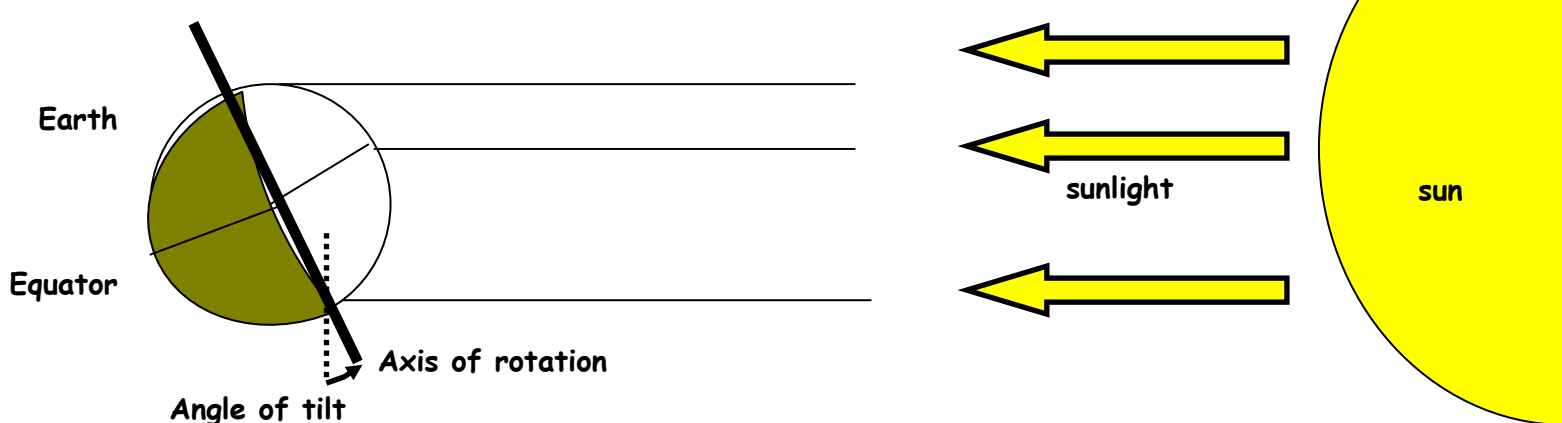 Earth
sunlight
sun
Equator
Axis of rotation
Angle of tilt